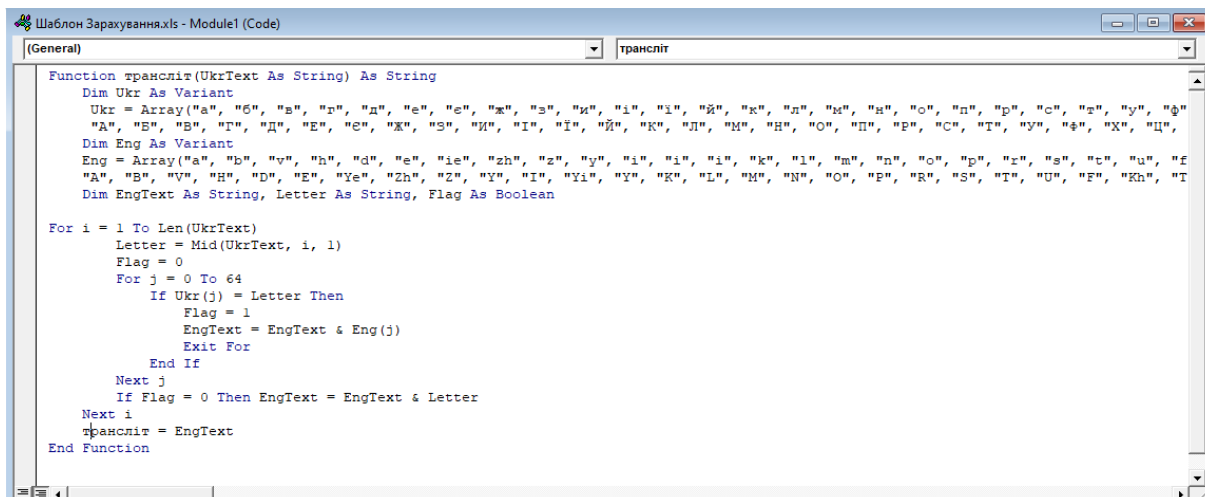 Шаблон Зарахування.xls - Module1 (Code)
(General) трансліт
Function трансліт(UkrText As String) As String
Dim Ukr As Variant
Ukr = Array("а", "б", "в", "г", "д", "е", "є", "ж", "з", "и", "і", "ї", "й", "к", "л", "м", "н", "о", "п", "р", "с", "т", "у", "ф"
"А", "Б", "В", "Г", "Д", "Е", "Є", "Ж", "З", "И", "І", "Ї", "Й", "К", "Л", "М", "Н", "О", "П", "Р", "С", "Т", "У", "Ф", "Х", "Ц",
Dim Eng As Variant
Eng = Array("a", "b", "v", "h", "d", "e", "ie", "zh", "z", "y", "i", "i", "i", "k", "l", "m", "n", "o", "p", "r", "s", "t", "u", "f
"A", "B", "V", "H", "D", "E", "Ye", "Zh", "Z", "Y", "I", "Yi", "Y", "K", "L", "M", "N", "O", "P", "R", "S", "T", "U", "F", "Kh", "T
Dim EngText As String, Letter As String, Flag As Boolean
For i = 1 To Len(UkrText)
Letter = Mid(UkrText, i, 1)
Flag = 0
For j = 0 To 64
If Ukr(j) = Letter Then
Flag = 1
EngText = EngText & Eng(j)
Exit For
End If
Next j
If Flag = 0 Then EngText = EngText & Letter
Next i
трансліт = EngText
End Function